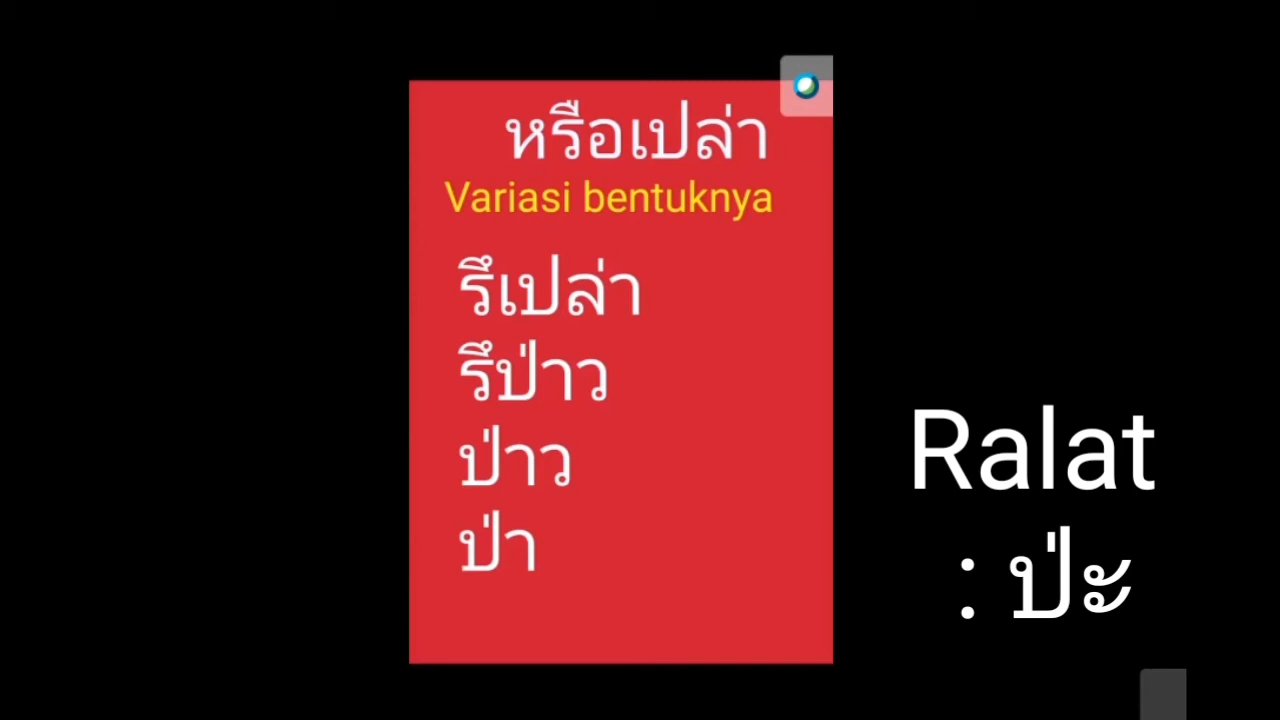 หรือเปล่า
Variasi bentuknya
รึเปล่า
รึป่าว
ป่าว
ป่า
Ralat
: ป่ะ